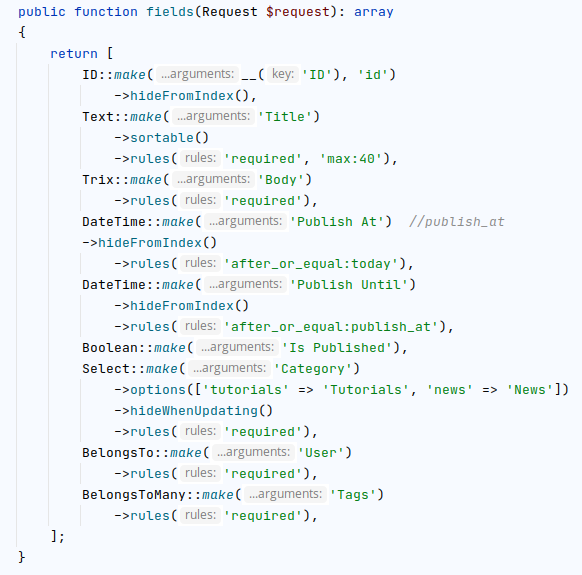 public function fields(Request $request): array
{
return [
ID::make( ...arguments: __( key: 'ID'), 'id')
->hideFromIndex(),
Text::make( ...arguments: 'Title')
->sortable()
->rules( rules: 'required', 'max:40'),
Trix::make( ...arguments: 'Body')
->rules( rules: 'required'),
DateTime::make( ...arguments: 'Publish At') //publish_at
->hideFromIndex()
->rules( rules: 'after_or_equal:today'),
DateTime::make( ...arguments: 'Publish Until')
->hideFromIndex()
->rules( rules: 'after_or_equal:publish_at'),
Boolean::make( ...arguments: 'Is Published'),
Select::make( ...arguments: 'Category')
->options(['tutorials' => 'Tutorials', 'news' => 'News'])
->hideWhenUpdating()
->rules( rules: 'required'),
BelongsTo::make( ...arguments: 'User')
->rules( rules: 'required'),
BelongsToMany::make( ...arguments: 'Tags')
->rules( rules: 'required'),
];
}